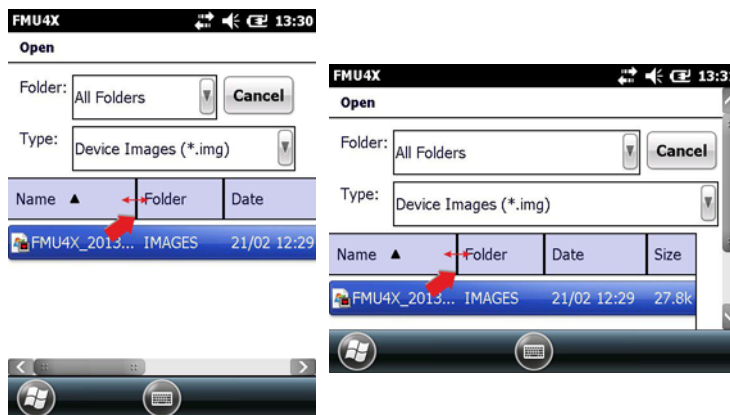 FMU4X 13:30
Open
Folder: All Folders Cancel
Type: Device Images (*.img)
Name Folder Date
FMU4X_2013... IMAGES 21/02 12:29
FMU4X 13:3
Open
Folder: All Folders Cancel
Type: Device Images (*.img)
Name Folder Date Size
FMU4X_2013... IMAGES 21/02 12:29 27.8k